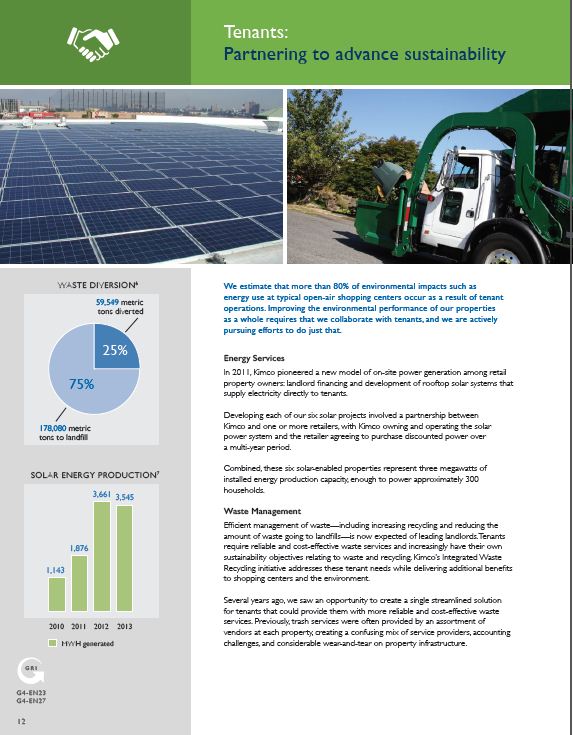 Tenants:
Partnering to advance sustainability
WASTE DIVERSION⁶
59,549 metric
tons diverted
25%
75%
178,080 metric
tons to landfill
SOLAR ENERGY PRODUCTION⁷
3,661
3,545
1,876
1,143
2010 2011 2012 2013
MWH generated
GRI
G4-EN23
G4-EN27
12
We estimate that more than 80% of environmental impacts such as
energy use at typical open-air shopping centers occur as a result of tenant
operations. Improving the environmental performance of our properties
as a whole requires that we collaborate with tenants, and we are actively
pursuing efforts to do just that.
Energy Services
In 2011, Kimco pioneered a new model of on-site power generation among retail
property owners: landlord financing and development of rooftop solar systems that
supply electricity directly to tenants.
Developing each of our six solar projects involved a partnership between
Kimco and one or more retailers, with Kimco owning and operating the solar
power system and the retailer agreeing to purchase discounted power over
a multi-year period.
Combined, these six solar-enabled properties represent three megawatts of
installed energy production capacity, enough to power approximately 300
households.
Waste Management
Efficient management of waste—including increasing recycling and reducing the
amount of waste going to landfills—is now expected of leading landlords. Tenants
require reliable and cost-effective waste services and increasingly have their own
sustainability objectives relating to waste and recycling. Kimco's Integrated Waste
Recycling initiative addresses these tenant needs while delivering additional benefits
to shopping centers and the environment.
Several years ago, we saw an opportunity to create a single streamlined solution
for tenants that could provide them with more reliable and cost-effective waste
services. Previously, trash services were often provided by an assortment of
vendors at each property, creating a confusing mix of service providers, accounting
challenges, and considerable wear-and-tear on property infrastructure.